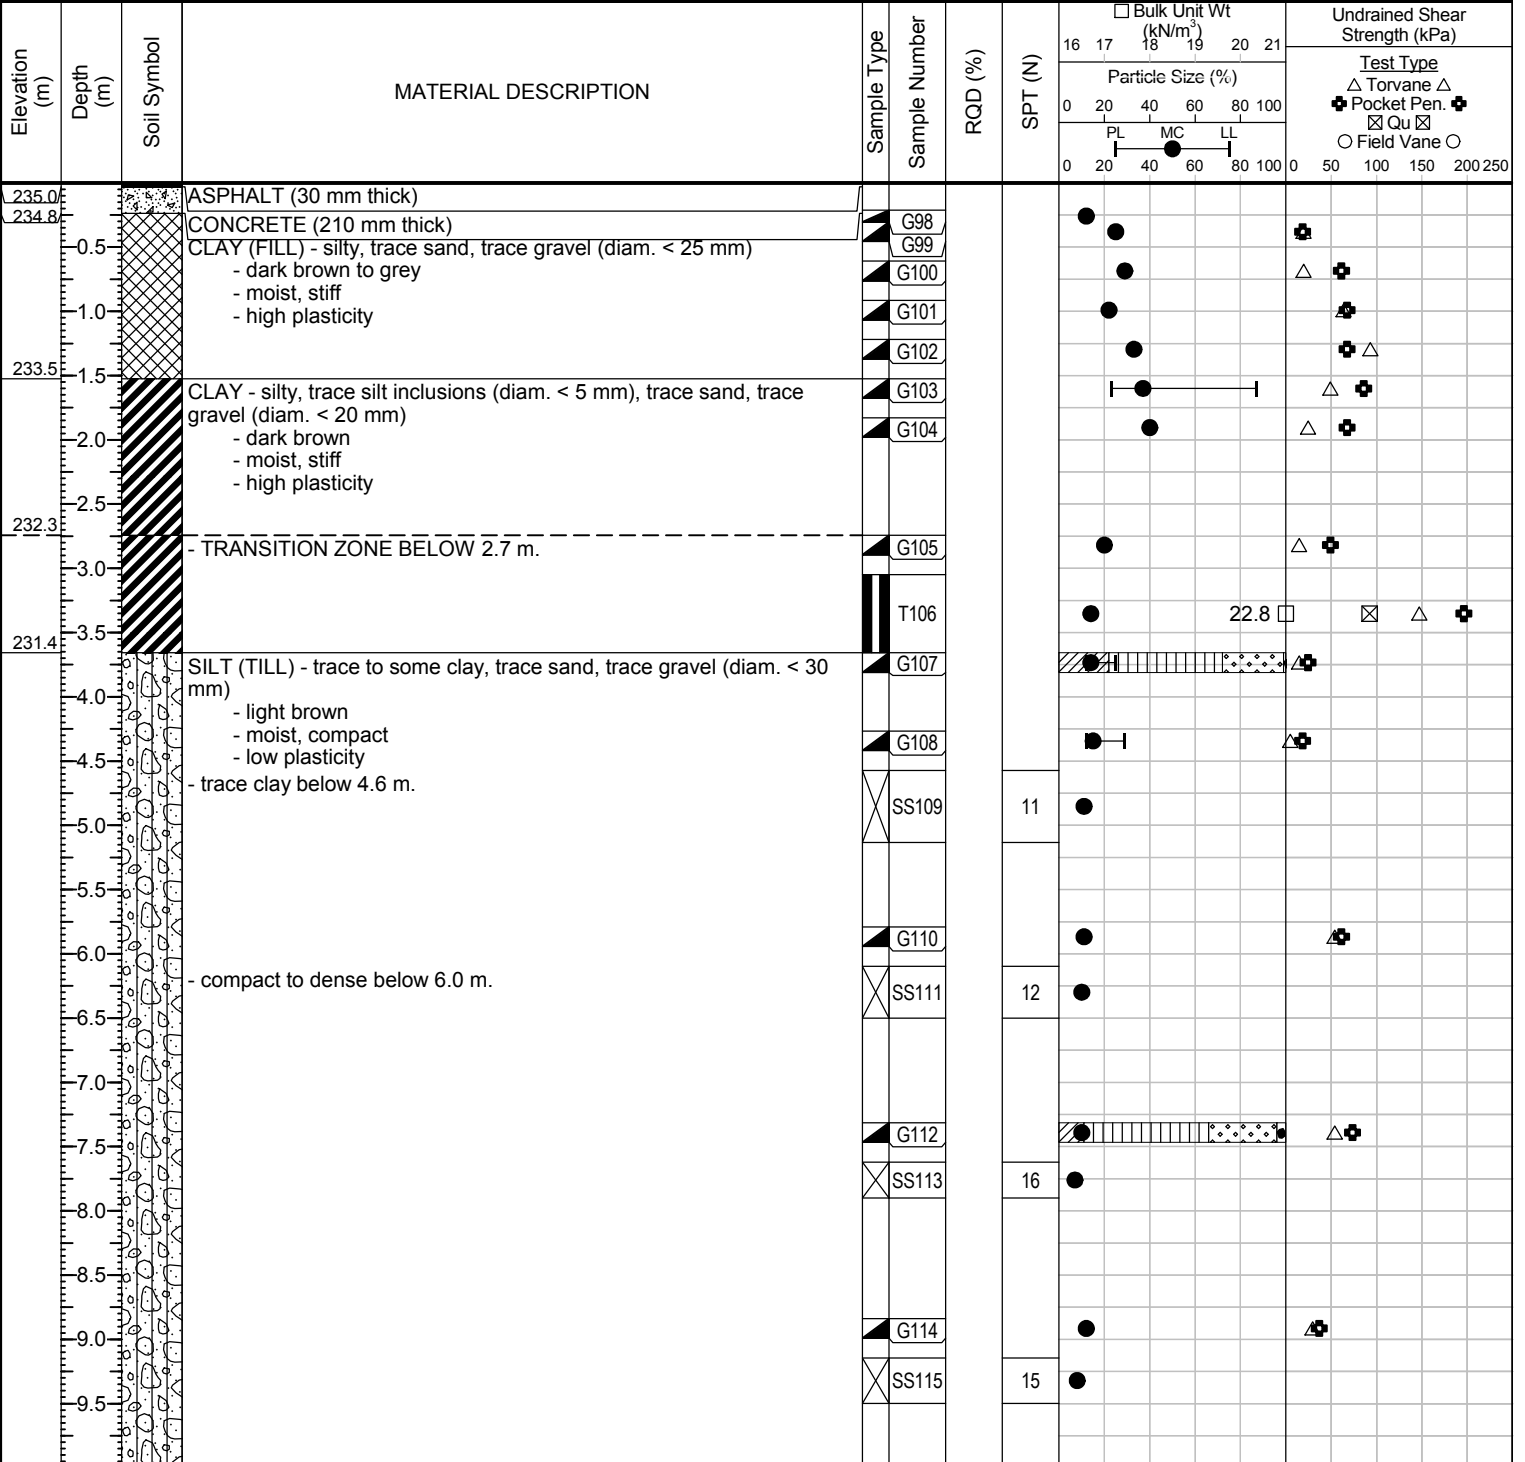 Elevation (m)
Depth (m)
Soil Symbol
MATERIAL DESCRIPTION
Sample Type
Sample Number
RQD (%)
SPT (N)
Bulk Unit Wt
(kN/m³)
16 17 18 19 20 21
Particle Size (%)
0 20 40 60 80 100
PL MC LL
0 20 40 60 80 100
Undrained Shear
Strength (kPa)
Test Type
Torvane
Pocket Pen.
Qu
Field Vane
0 50 100 150 200 250
235.0
ASPHALT (30 mm thick)
234.8
CONCRETE (210 mm thick)
G98
-0.5
CLAY (FILL) - silty, trace sand, trace gravel (diam. < 25 mm)
G99
- dark brown to grey
G100
- moist, stiff
-1.0
- high plasticity
G101
G102
233.5
-1.5
CLAY - silty, trace silt inclusions (diam. < 5 mm), trace sand, trace
G103
gravel (diam. < 20 mm)
- dark brown
G104
-2.0
- moist, stiff
- high plasticity
-2.5
232.3
- TRANSITION ZONE BELOW 2.7 m.
G105
-3.0
T106
22.8
-3.5
231.4
SILT (TILL) - trace to some clay, trace sand, trace gravel (diam. < 30
G107
mm)
-4.0
- light brown
- moist, compact
G108
- low plasticity
-4.5
- trace clay below 4.6 m.
SS109
11
-5.0
-5.5
G110
-6.0
- compact to dense below 6.0 m.
SS111
12
-6.5
-7.0
G112
-7.5
SS113
16
-8.0
-8.5
G114
-9.0
SS115
15
-9.5